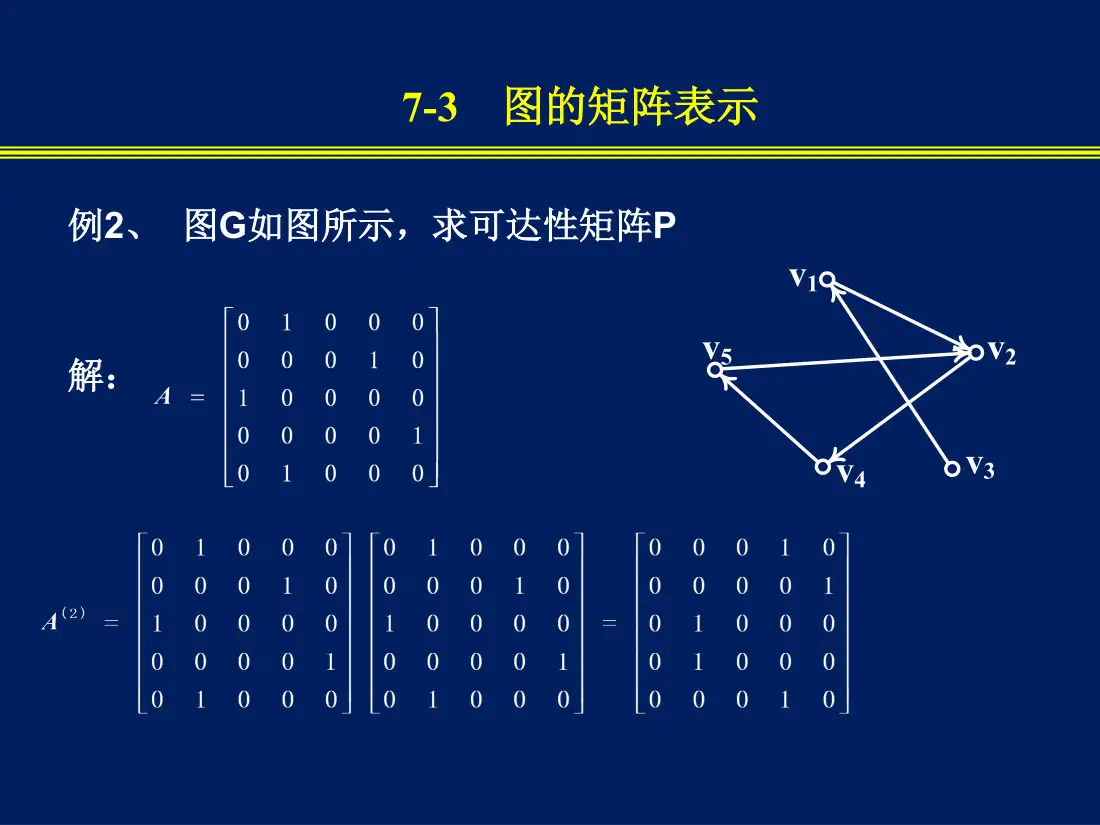 7-3 图的矩阵表示
例2、 图G如图所示，求可达性矩阵P
v1
v5
v2
v4
v3
解：
A =
0 1 0 0 0
0 0 0 1 0
1 0 0 0 0
0 0 0 0 1
0 1 0 0 0
A(2) =
0 1 0 0 0 0 1 0 0 0 0 0 0 1 0
0 0 0 1 0 0 0 0 1 0 0 0 0 0 1
1 0 0 0 0 1 0 0 0 0 = 0 1 0 0 0
0 0 0 0 1 0 0 0 0 1 0 1 0 0 0
0 1 0 0 0 0 1 0 0 0 0 0 0 1 0